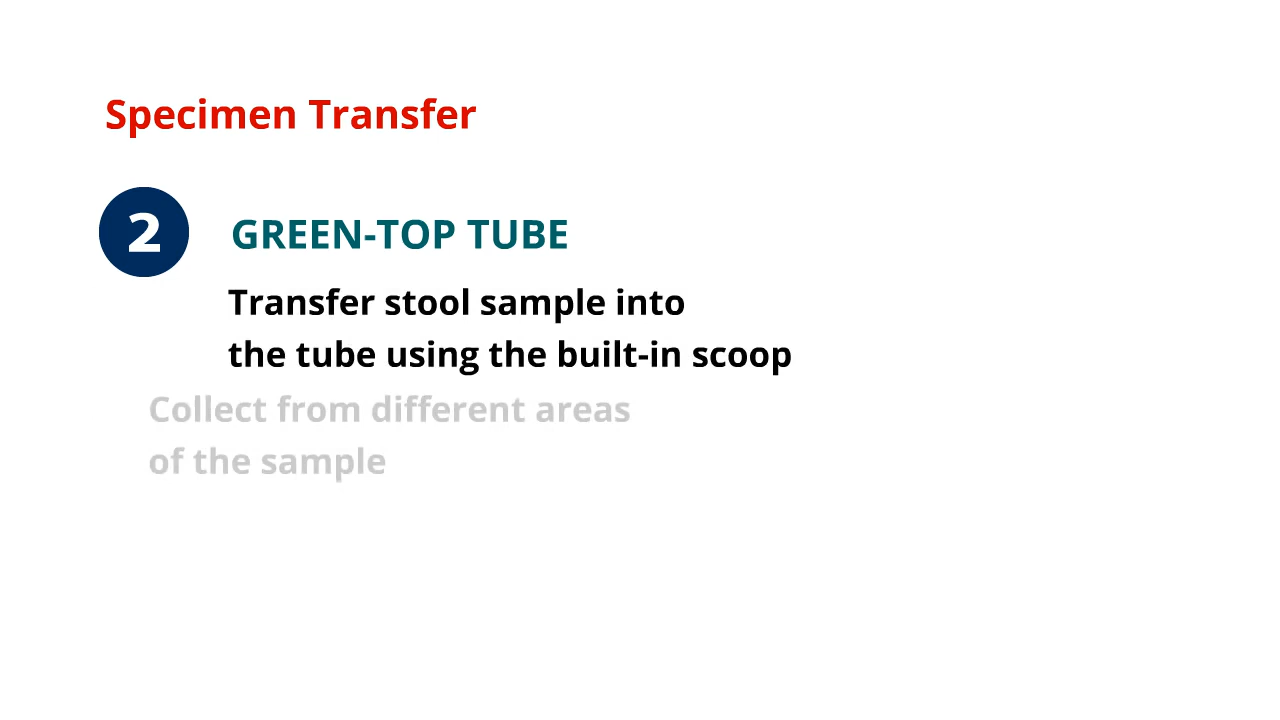 Specimen Transfer
2
GREEN-TOP TUBE
Transfer stool sample into
the tube using the built-in scoop
Collect from different areas
of the sample